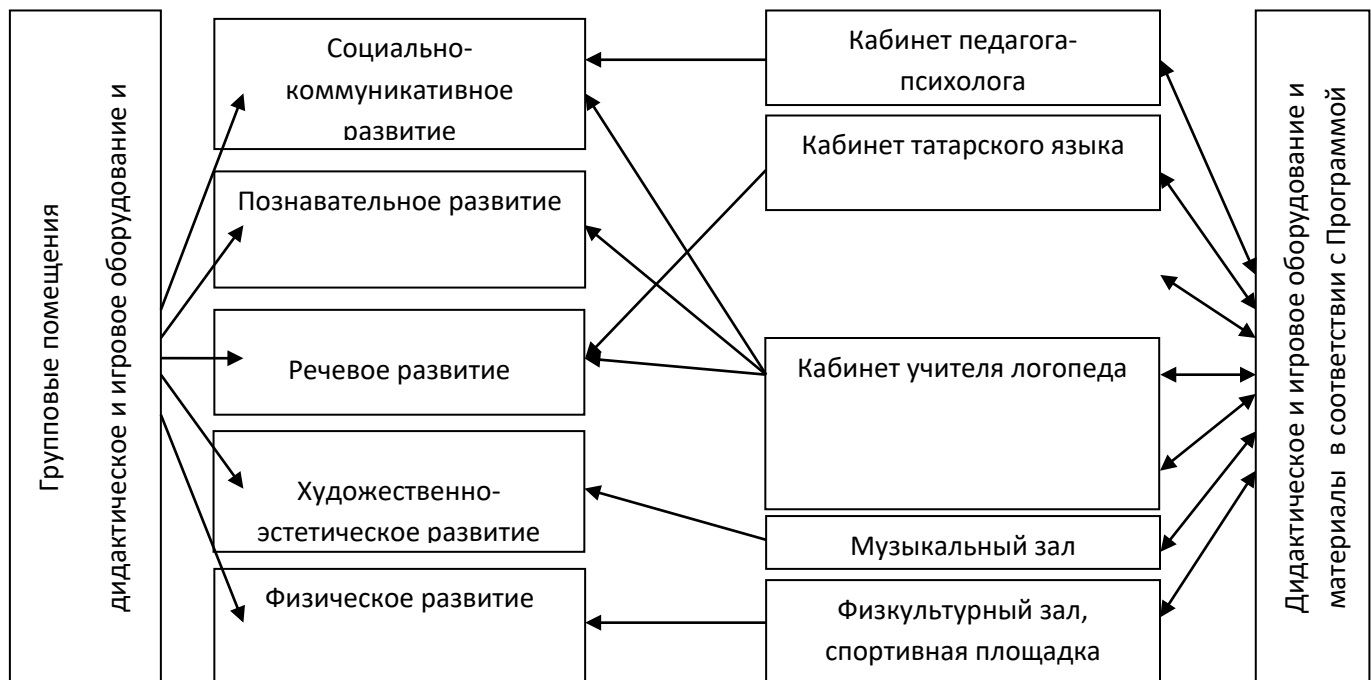 Групповые помещения
дидактическое и игровое оборудование и
Социально-
коммуникативное
развитие
Познавательное развитие
Речевое развитие
Художественно-
эстетическое развитие
Физическое развитие
Кабинет педагога-
психолога
Кабинет татарского языка
Кабинет учителя логопеда
Музыкальный зал
Физкультурный зал,
спортивная площадка
Дидактическое и игровое оборудование и
материалы в соответствии с Программой